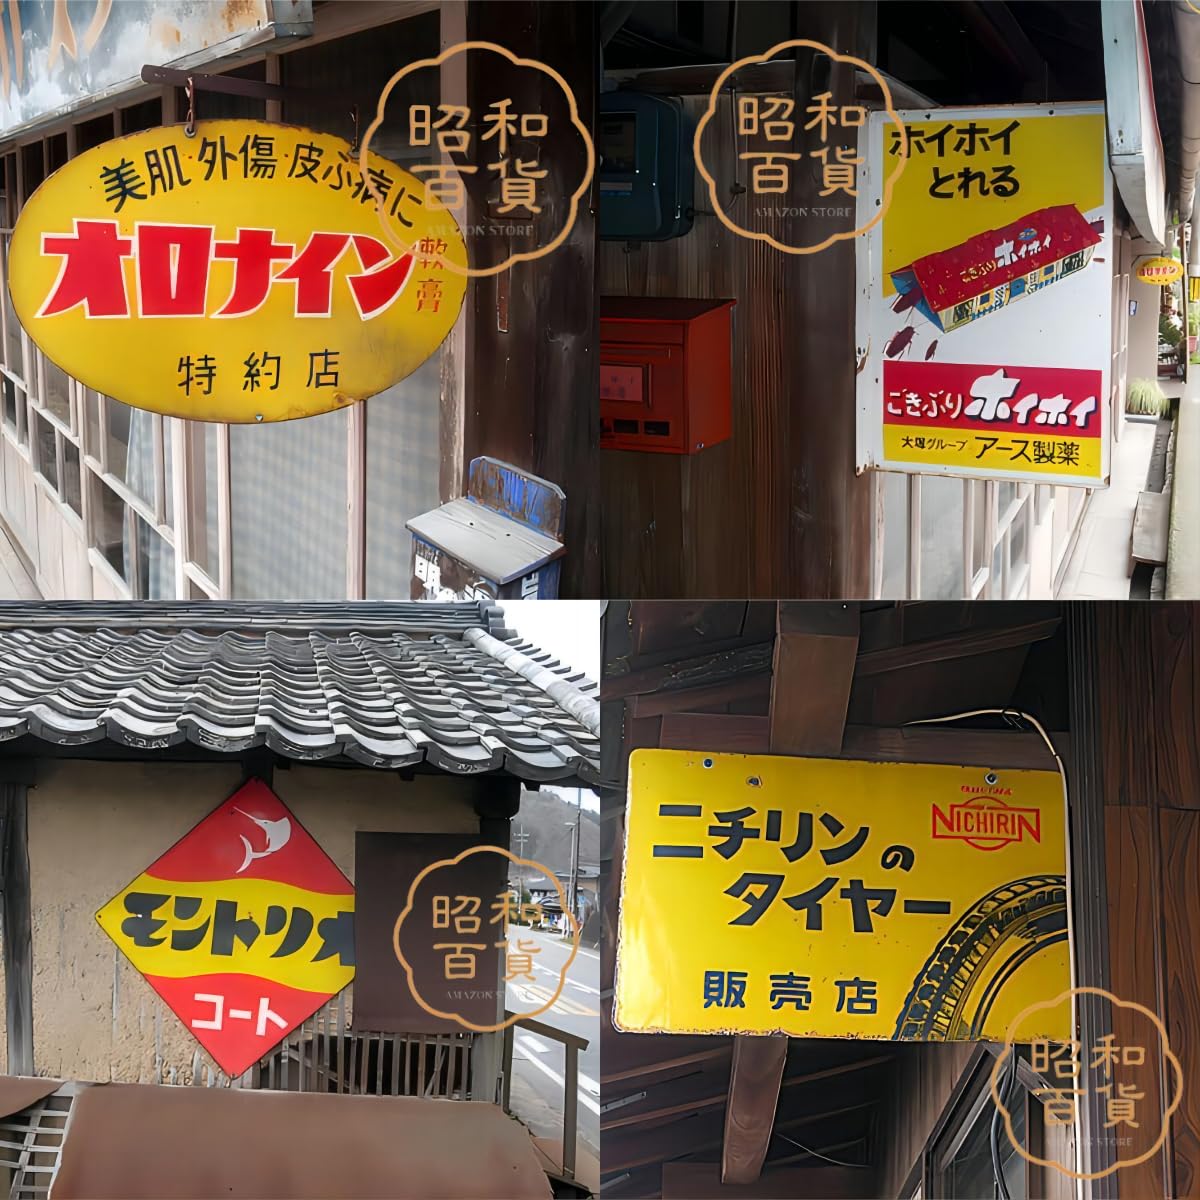 美肌・外傷・皮ふ病に
オロナイン軟膏
特約店
昭和
百貨
AMAZON STORE
ホイホイ
とれる
ごきぶりホイホイ
ごきぶりホイホイ
大塚グループ アース製薬
オロナイン
昭和
百貨
AMAZON STORE
モントリオ
コート
昭和
百貨
AMAZON STORE
NICHIRIN
ニチリンの
タイヤー
販売店
昭和
百貨
AMAZON STORE